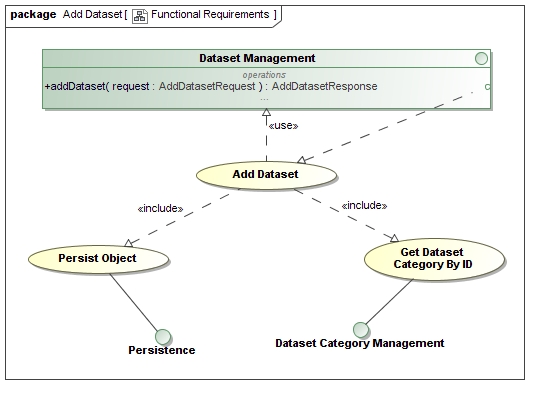 package Add Dataset [ Functional Requirements ]
Dataset Management
operations
+addDataset( request : AddDatasetRequest ) : AddDatasetResponse
...
«use»
Add Dataset
«include»
«include»
Persist Object
Get Dataset
Category By ID
Persistence
Dataset Category Management